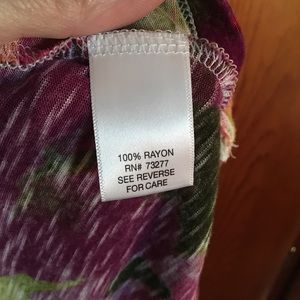 100% RAYON
RN# 73277
SEE REVERSE
FOR CARE